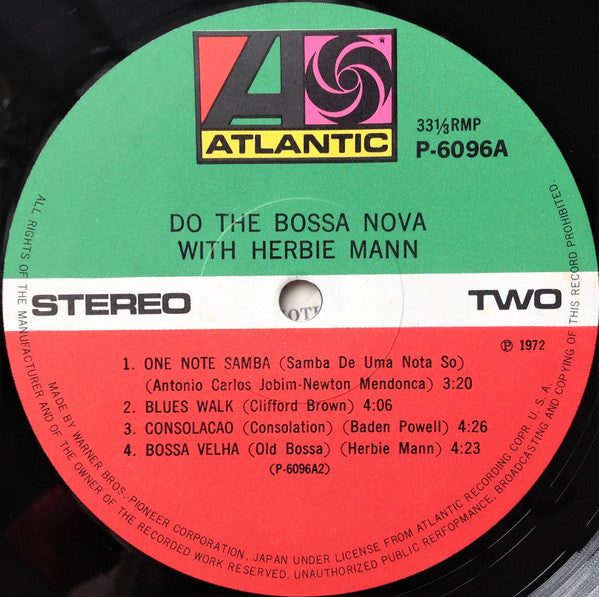 ATLANTIC
33⅓RMP
P-6096A
DO THE BOSSA NOVA
WITH HERBIE MANN
STEREO
TWO
℗ 1972
1. ONE NOTE SAMBA (Samba De Uma Nota So)
(Antonio Carlos Jobim-Newton Mendonca) 3:20
2. BLUES WALK (Clifford Brown) 4:06
3. CONSOLACAO (Consolation) (Baden Powell) 4:26
4. BOSSA VELHA (Old Bossa) (Herbie Mann) 4:23
(P-6096A2)
ALL RIGHTS OF THE MANUFACTURER AND OF THE OWNER OF THE RECORDED WORK RESERVED. UNAUTHORIZED PUBLIC RERFOPMANCE, BROADCASTING AND COPYING OF THIS RECORD PROHIBITED.
MADE BY WARNER BROS., PIONEER CORPORATION, JAPAN UNDER LICENSE FROM ATLANTIC RECORDING COPR. U. S. A.